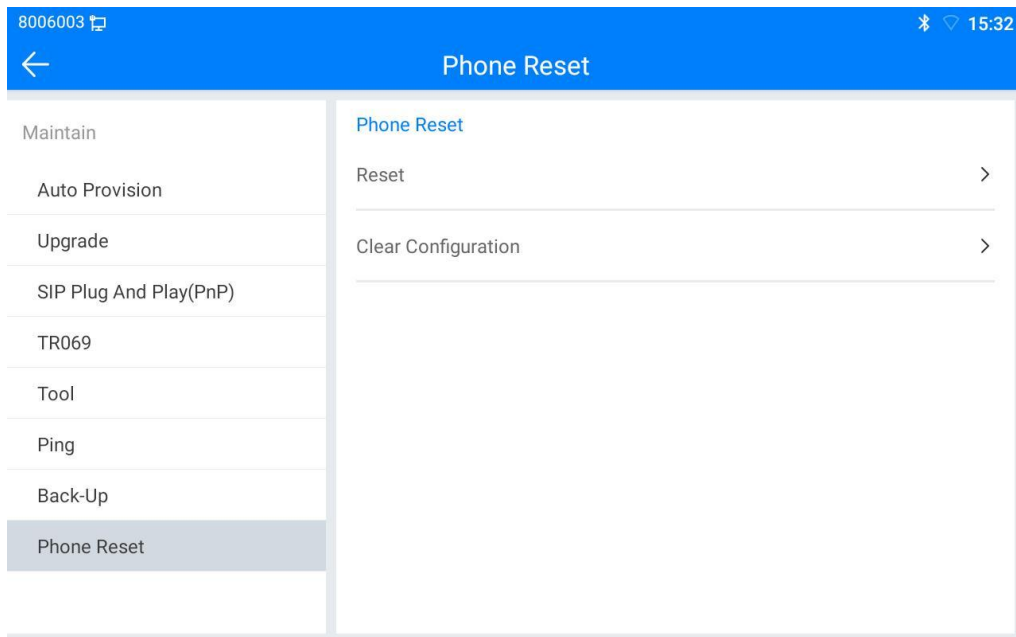 8006003
15:32
Phone Reset
Maintain
Auto Provision
Upgrade
SIP Plug And Play(PnP)
TR069
Tool
Ping
Back-Up
Phone Reset
Phone Reset
Reset
Clear Configuration